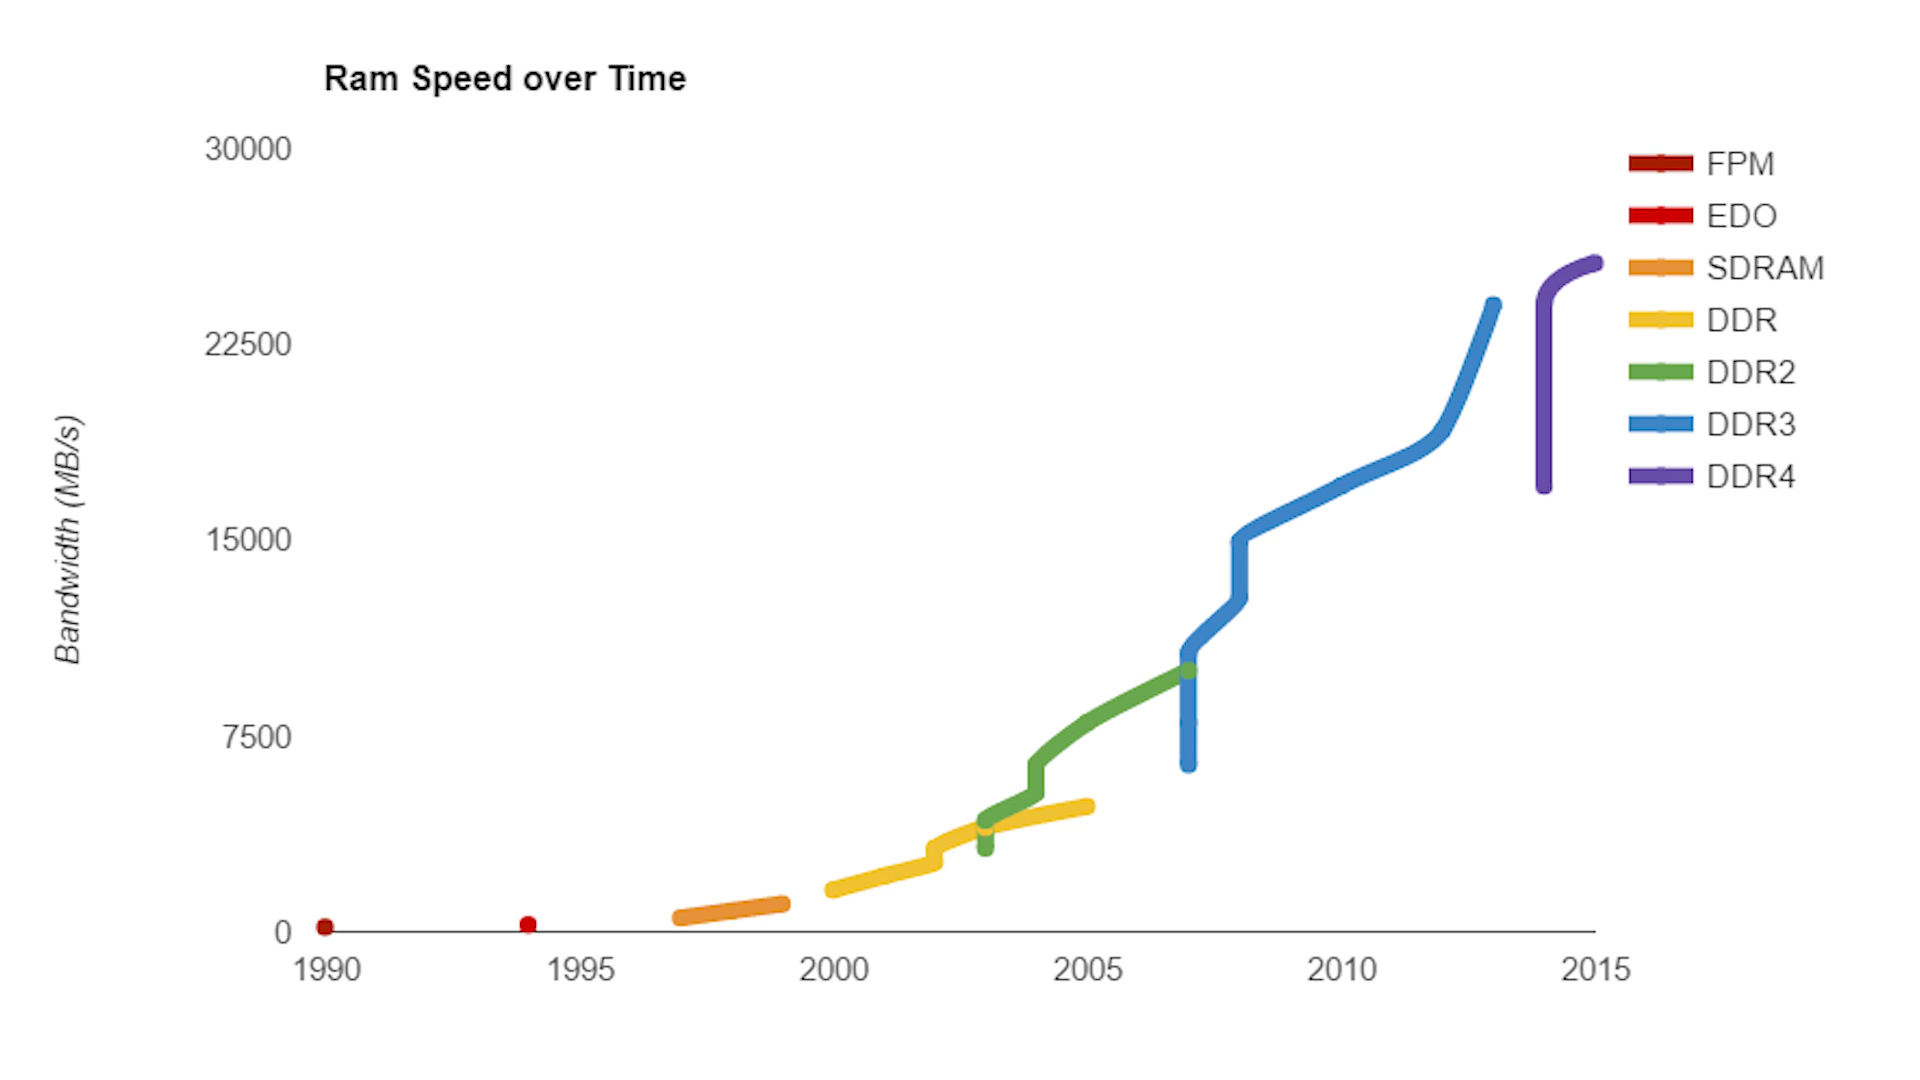 Ram Speed over Time
30000
22500
15000
7500
0
Bandwidth (MB/s)
1990
1995
2000
2005
2010
2015
FPM
EDO
SDRAM
DDR
DDR2
DDR3
DDR4